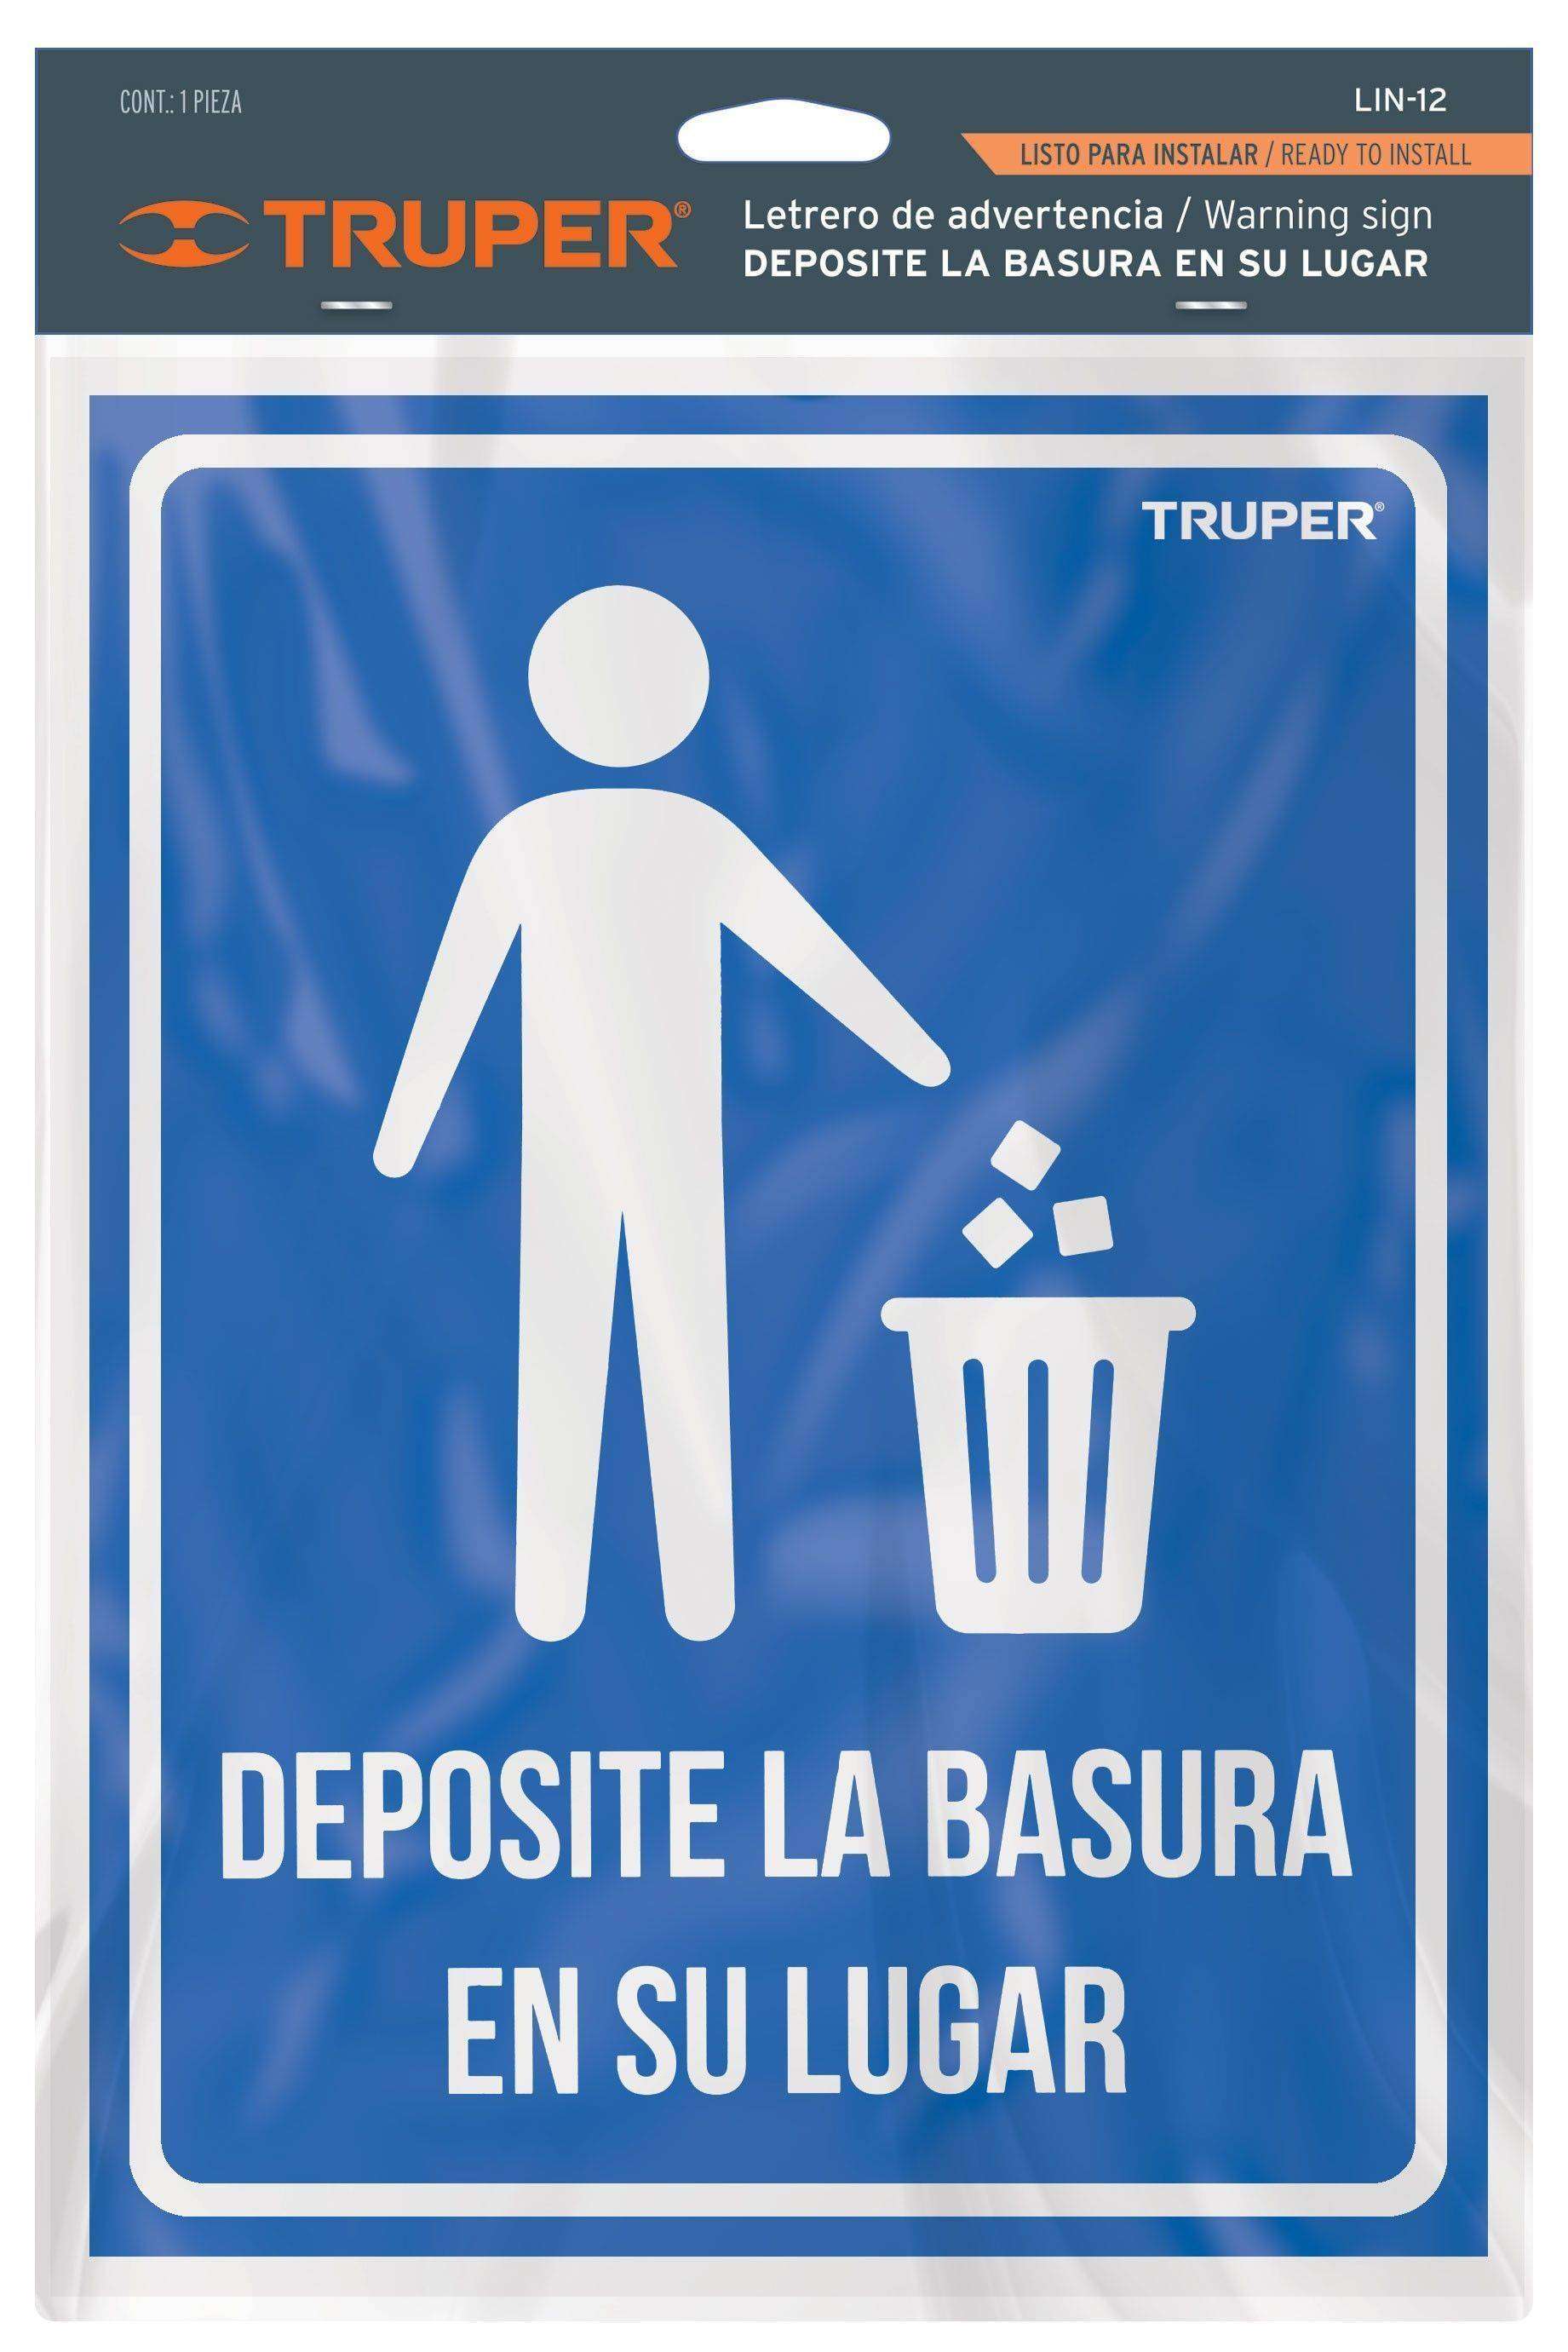 CONT.: 1 PIEZA
LIN-12
LISTO PARA INSTALAR / READY TO INSTALL
TRUPER®
Letrero de advertencia / Warning sign
DEPOSITE LA BASURA EN SU LUGAR
TRUPER®
DEPOSITE LA BASURA
EN SU LUGAR